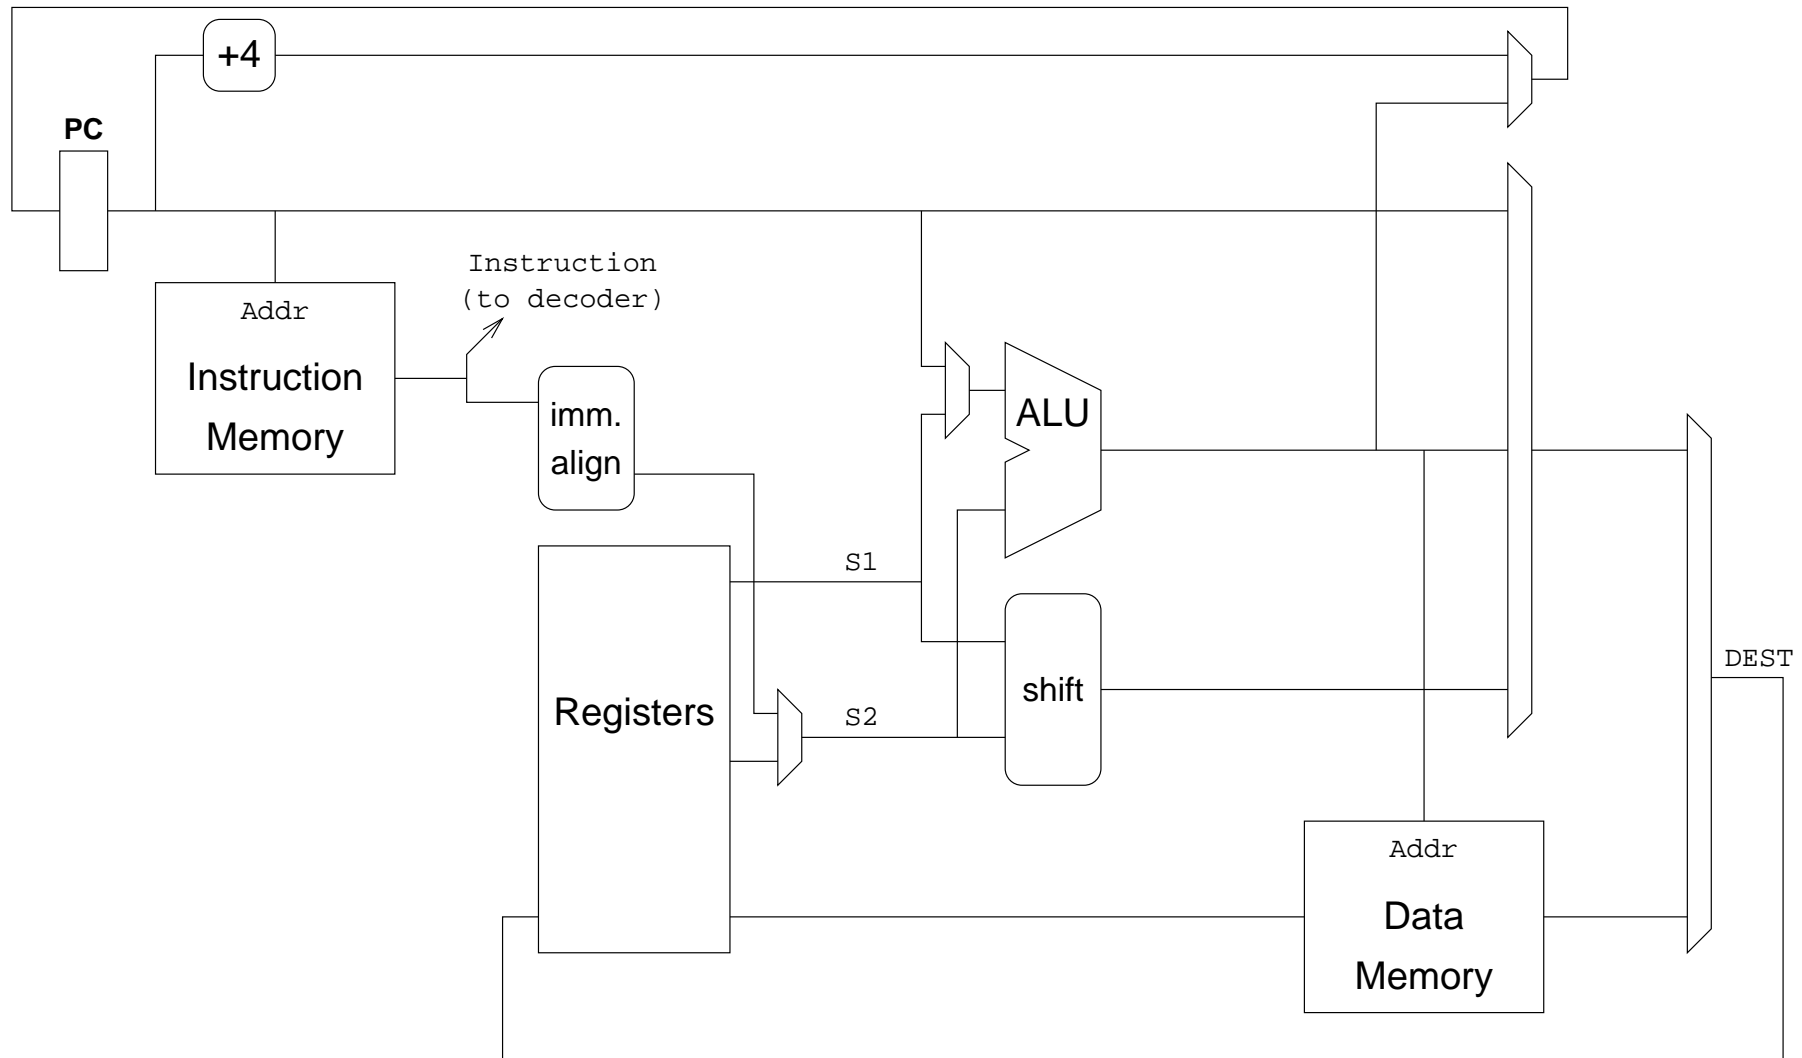 +4
PC
Instruction
(to decoder)
Addr
Instruction
Memory
imm.
align
ALU
S1
Registers
S2
shift
DEST
Addr
Data
Memory